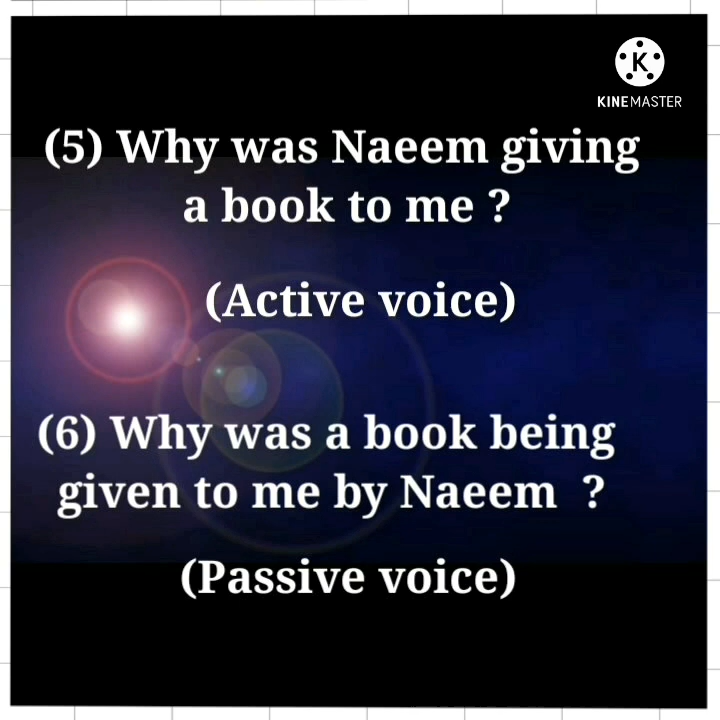 KINEMASTER
(5) Why was Naeem giving
a book to me ?
(Active voice)
(6) Why was a book being
given to me by Naeem ?
(Passive voice)